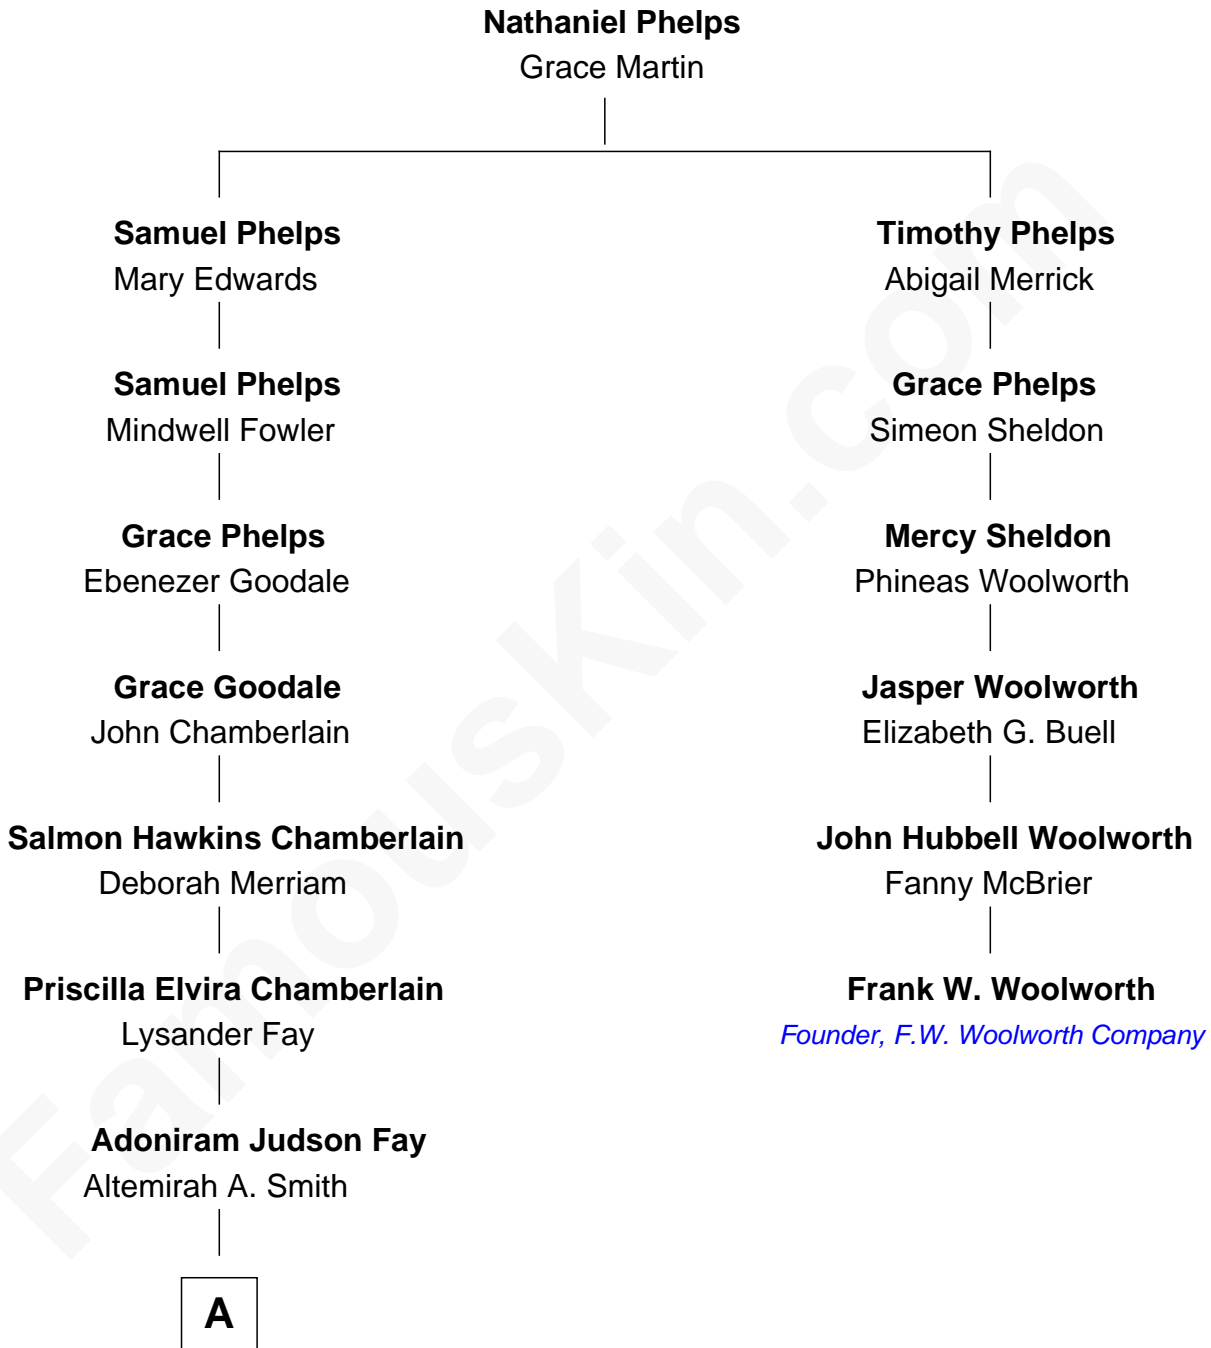 Nathaniel Phelps
Grace Martin
Samuel Phelps
Mary Edwards
Timothy Phelps
Abigail Merrick
Samuel Phelps
Mindwell Fowler
Grace Phelps
Simeon Sheldon
Grace Phelps
Ebenezer Goodale
Mercy Sheldon
Phineas Woolworth
Grace Goodale
John Chamberlain
Jasper Woolworth
Elizabeth G. Buell
Salmon Hawkins Chamberlain
Deborah Merriam
John Hubbell Woolworth
Fanny McBrier
Priscilla Elvira Chamberlain
Lysander Fay
Frank W. Woolworth
Founder, F.W. Woolworth Company
Adoniram Judson Fay
Altemirah A. Smith
A
FamousKin.com